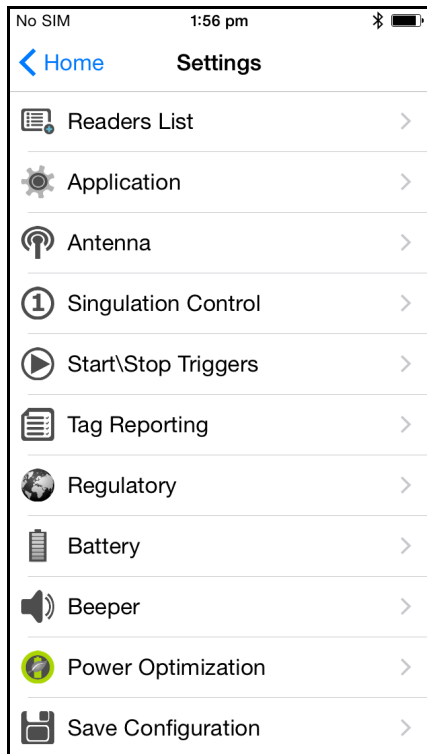 No SIM 1:56 pm
Home Settings
Readers List
Application
Antenna
1 Singulation Control
Start\Stop Triggers
Tag Reporting
Regulatory
Battery
Beeper
Power Optimization
Save Configuration